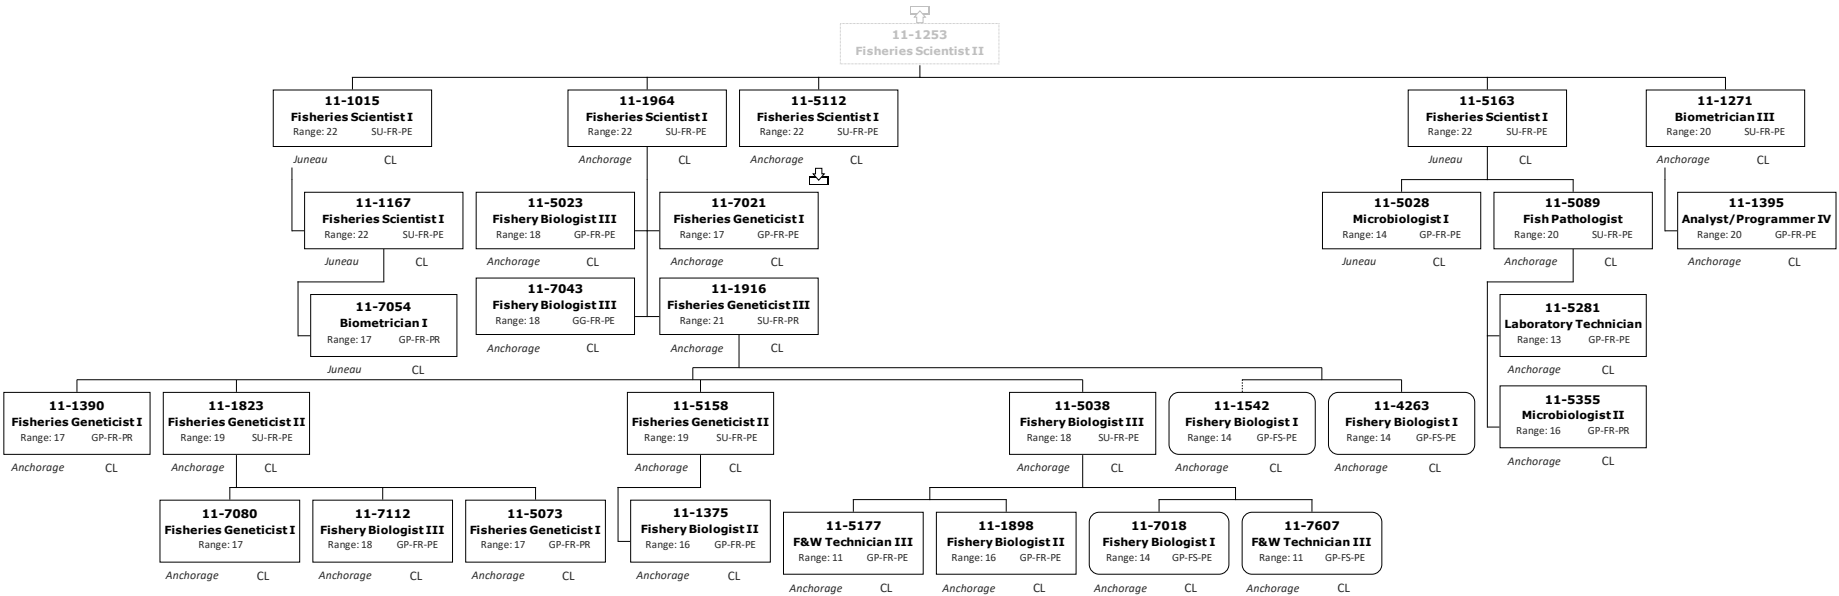 11-1253
Fisheries Scientist II
11-1015
Fisheries Scientist I
Range: 22 SU-FR-PE
Juneau CL
11-1964
Fisheries Scientist I
Range: 22 SU-FR-PE
Anchorage CL
11-5112
Fisheries Scientist I
Range: 22 SU-FR-PE
Anchorage CL
11-5163
Fisheries Scientist I
Range: 22 SU-FR-PE
Juneau CL
11-1271
Biometrician III
Range: 20 SU-FR-PE
Anchorage CL
11-1167
Fisheries Scientist I
Range: 22 SU-FR-PE
Juneau CL
11-5023
Fishery Biologist III
Range: 18 GP-FR-PE
Anchorage CL
11-7021
Fisheries Geneticist I
Range: 17 GP-FR-PE
Anchorage CL
11-5028
Microbiologist I
Range: 14 GP-FR-PE
Juneau CL
11-5089
Fish Pathologist
Range: 20 SU-FR-PE
Anchorage CL
11-1395
Analyst/Programmer IV
Range: 20 GP-FR-PE
Anchorage CL
11-7054
Biometrician I
Range: 17 GP-FR-PR
Juneau CL
11-7043
Fishery Biologist III
Range: 18 GG-FR-PE
Anchorage CL
11-1916
Fisheries Geneticist III
Range: 21 SU-FR-PR
Anchorage CL
11-5281
Laboratory Technician
Range: 13 GP-FR-PE
Anchorage CL
11-1390
Fisheries Geneticist I
Range: 17 GP-FR-PR
Anchorage CL
11-1823
Fisheries Geneticist II
Range: 19 SU-FR-PE
Anchorage CL
11-5158
Fisheries Geneticist II
Range: 19 SU-FR-PE
Anchorage CL
11-5038
Fishery Biologist III
Range: 18 SU-FR-PE
Anchorage CL
11-1542
Fishery Biologist I
Range: 14 GP-FS-PE
Anchorage CL
11-4263
Fishery Biologist I
Range: 14 GP-FS-PE
Anchorage CL
11-5355
Microbiologist II
Range: 16 GP-FR-PR
Anchorage CL
11-7080
Fisheries Geneticist I
Range: 17
Anchorage CL
11-7112
Fishery Biologist III
Range: 18 GP-FR-PE
Anchorage CL
11-5073
Fisheries Geneticist I
Range: 17 GP-FR-PR
Anchorage CL
11-1375
Fishery Biologist II
Range: 16 GP-FR-PE
Anchorage CL
11-5177
F&W Technician III
Range: 11 GP-FR-PE
Anchorage CL
11-1898
Fishery Biologist II
Range: 16 GP-FR-PE
Anchorage CL
11-7018
Fishery Biologist I
Range: 14 GP-FS-PE
Anchorage CL
11-7607
F&W Technician III
Range: 11 GP-FS-PE
Anchorage CL